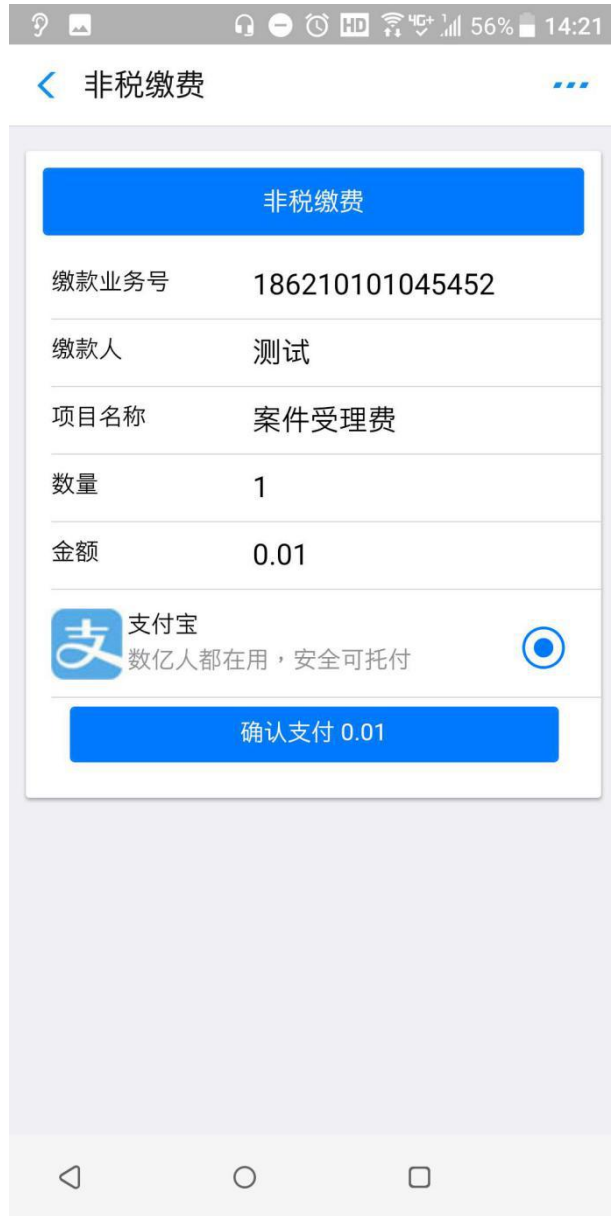 HD 4G+ 56% 14:21
非税缴费
非税缴费
缴款业务号 186210101045452
缴款人 测试
项目名称 案件受理费
数量 1
金额 0.01
支 支付宝
数亿人都在用，安全可托付
确认支付 0.01